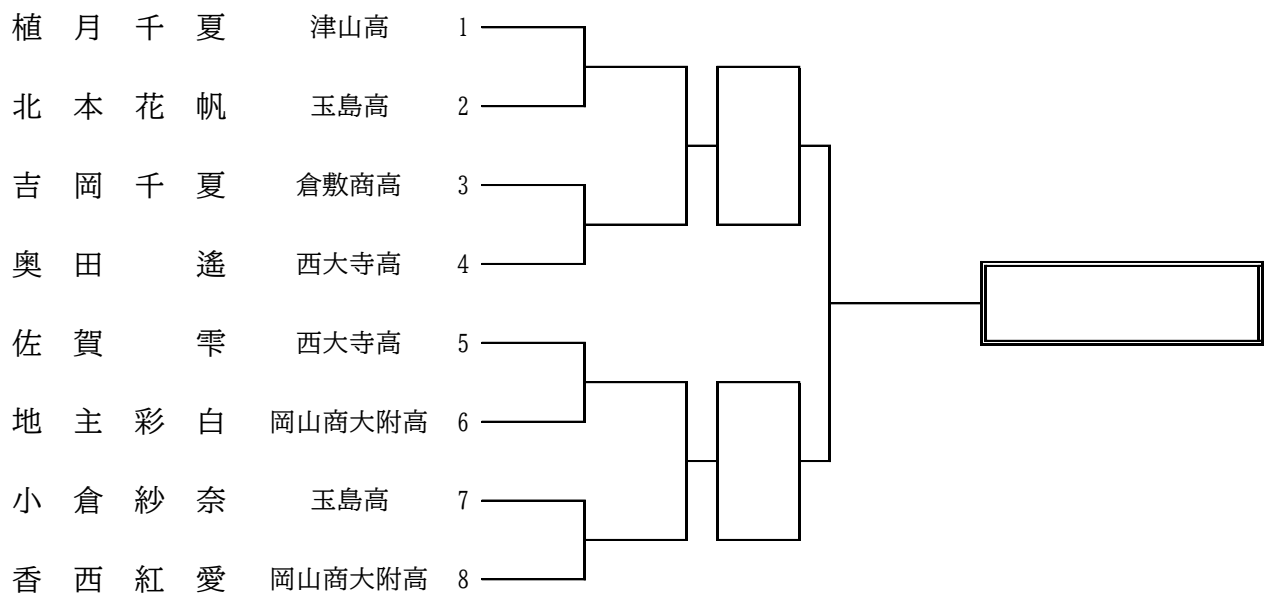 植月千夏 津山高 1
北本花帆 玉島高 2
吉岡千夏 倉敷商高 3
奥田 遙 西大寺高 4
佐賀 雫 西大寺高 5
地主彩白 岡山商大附高 6
小倉紗奈 玉島高 7
香西紅愛 岡山商大附高 8